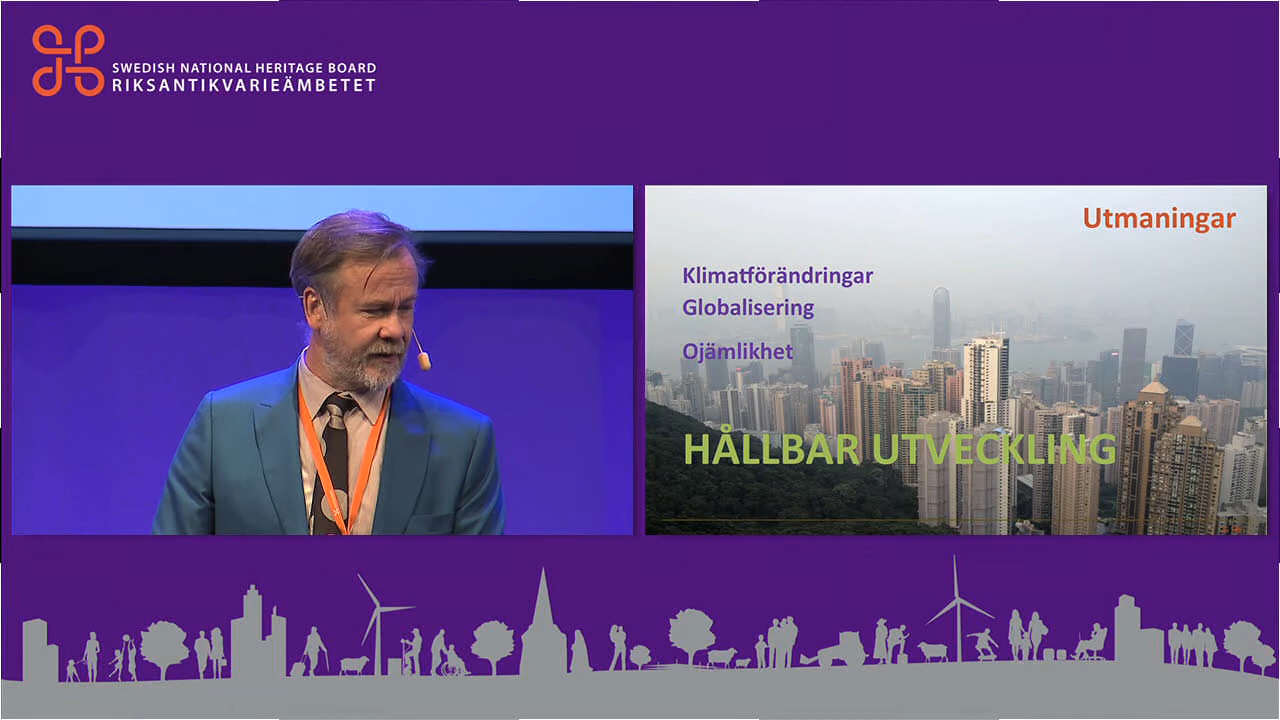 SWEDISH NATIONAL HERITAGE BOARD
RIKSANTIKVARIEÄMBETET
Utmaningar
Klimatförändringar
Globalisering
Ojämlikhet
HÅLLBAR UTVECKLING